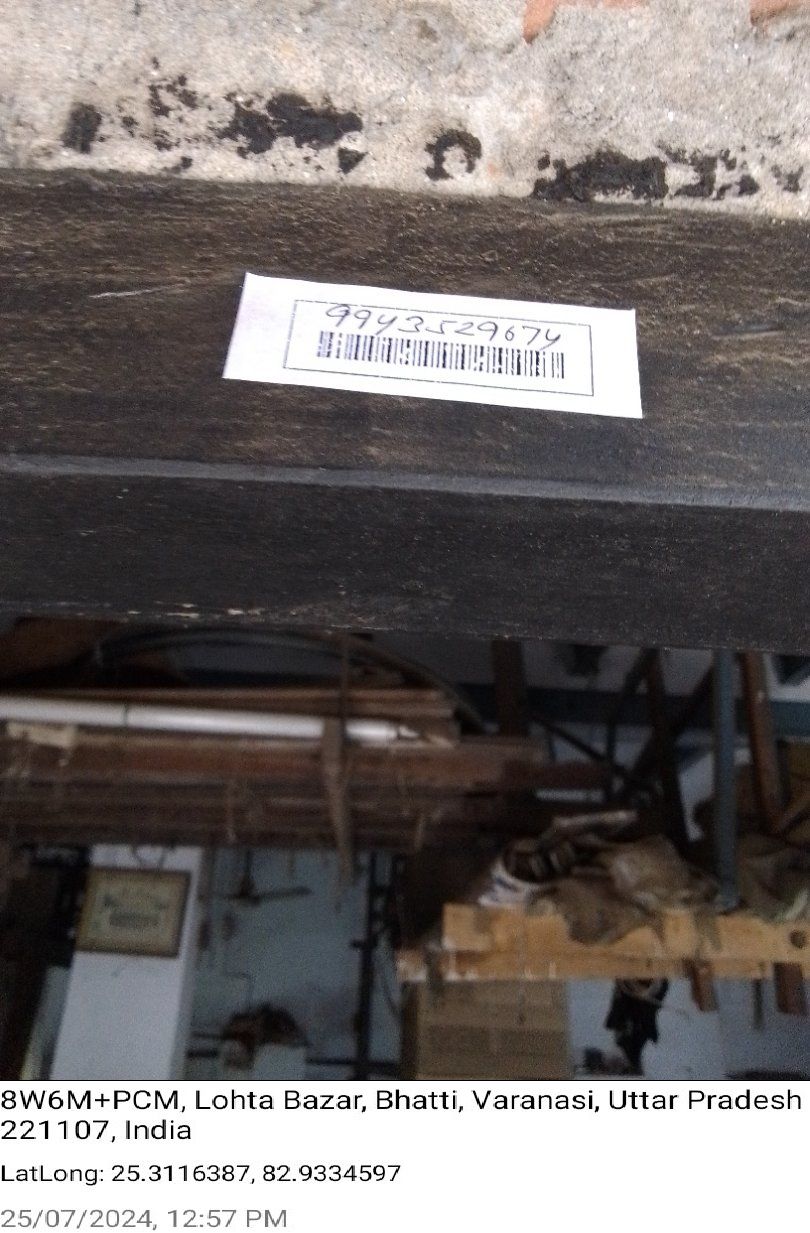 9943529674
8W6M+PCM, Lohta Bazar, Bhatti, Varanasi, Uttar Pradesh
221107, India
LatLong: 25.3116387, 82.9334597
25/07/2024, 12:57 PM